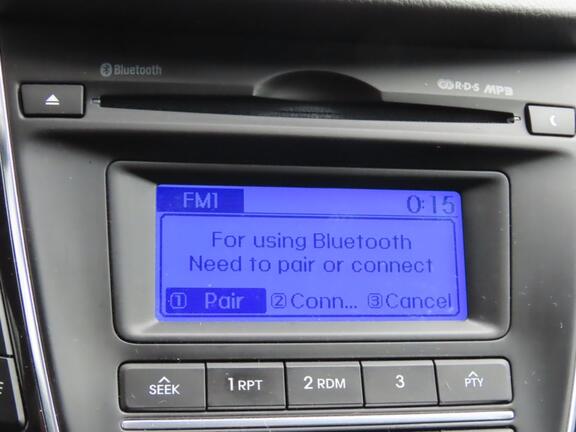 Bluetooth
R·D·S MP3
FM1 0:15
For using Bluetooth
Need to pair or connect
1 Pair 2 Conn... 3 Cancel
SEEK 1 RPT 2 RDM 3 PTY